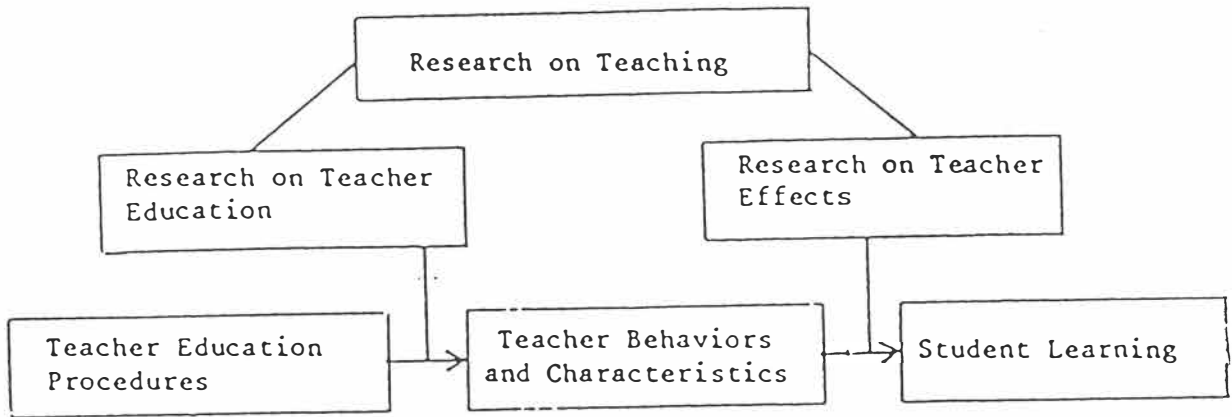 Research on Teaching
Research on Teacher
Education
Research on Teacher
Effects
Teacher Education
Procedures
Teacher Behaviors
and Characteristics
Student Learning